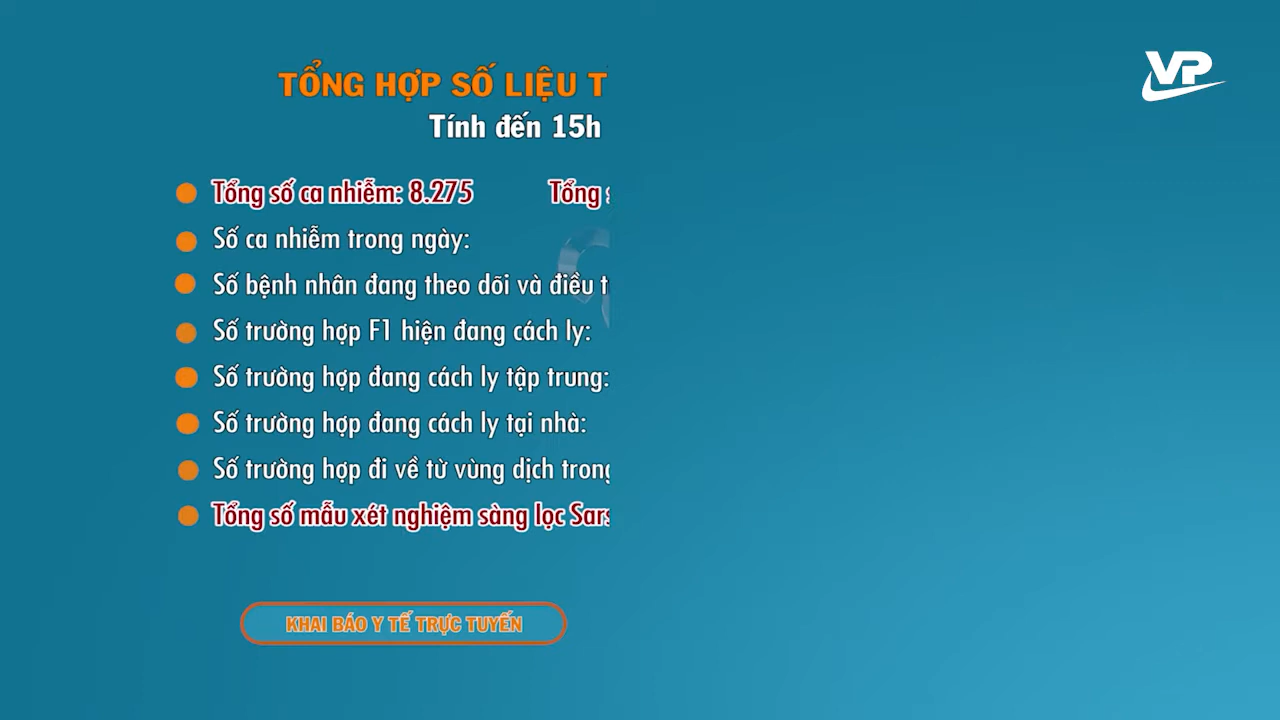 VP
TỔNG HỢP SỐ LIỆU T
Tính đến 15h
Tổng số ca nhiễm: 8.275 Tổng
Số ca nhiễm trong ngày:
Số bệnh nhân đang theo dõi và điều t
Số trường hợp F1 hiện đang cách ly:
Số trường hợp đang cách ly tập trung:
Số trường hợp đang cách ly tại nhà:
Số trường hợp đi về từ vùng dịch trong
Tổng số mẫu xét nghiệm sàng lọc Sars
KHAI BÁO Y TẾ TRỰC TUYẾN